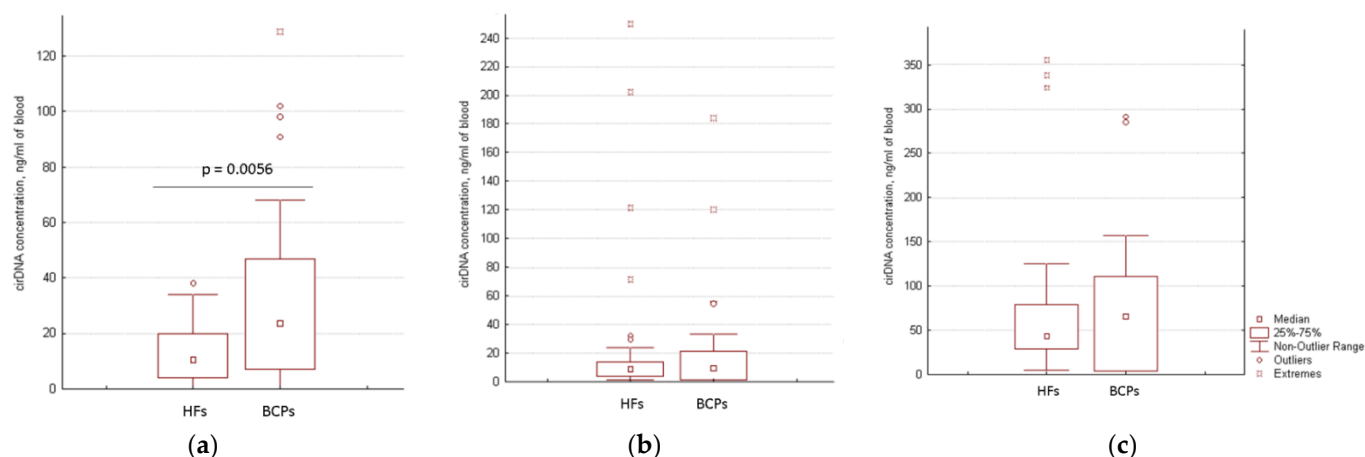 cirDNA concentration, ng/ml of blood
120
100
80
60
40
20
0
p = 0.0056
HFs BCPs
(a)
cirDNA concentration, ng/ml of blood
240
220
200
180
160
140
120
100
80
60
40
20
0
HFs BCPs
(b)
cirDNA concentration, ng/ml of blood
350
300
250
200
150
100
50
0
HFs BCPs
(c)
Median
25%-75%
Non-Outlier Range
Outliers
Extremes